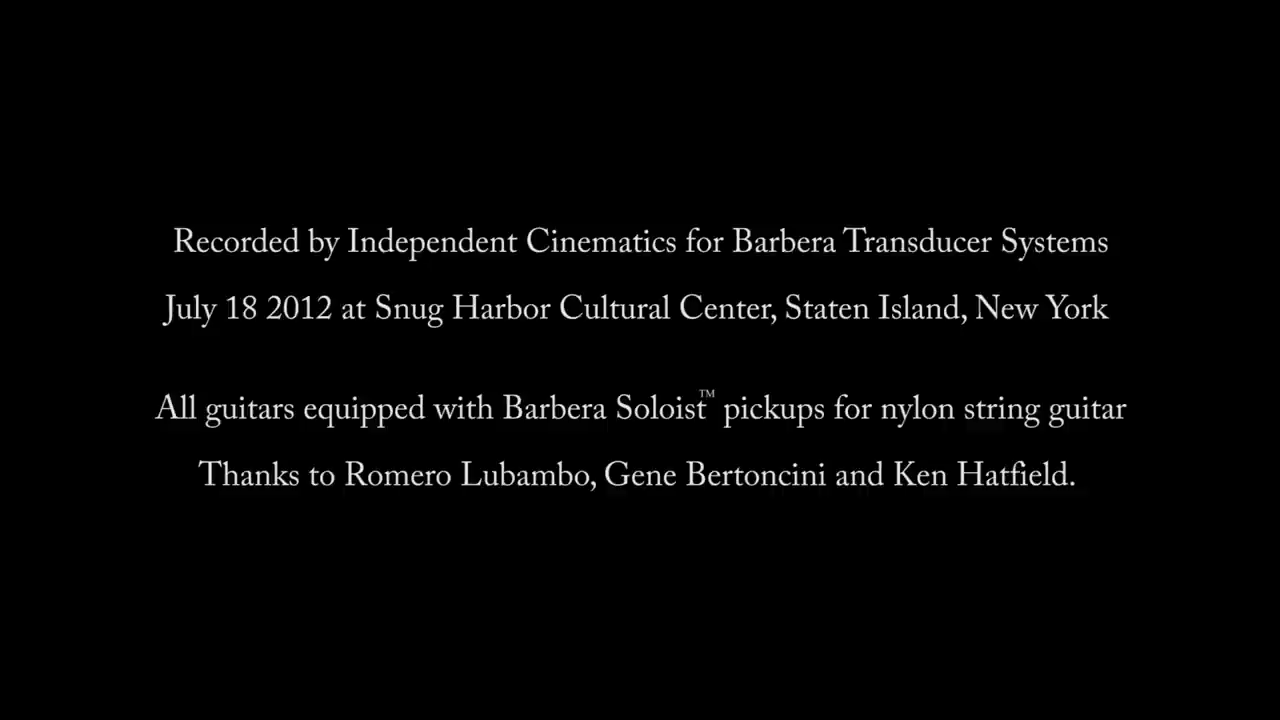 Recorded by Independent Cinematics for Barbera Transducer Systems
July 18 2012 at Snug Harbor Cultural Center, Staten Island, New York
All guitars equipped with Barbera Soloist™ pickups for nylon string guitar
Thanks to Romero Lubambo, Gene Bertoncini and Ken Hatfield.